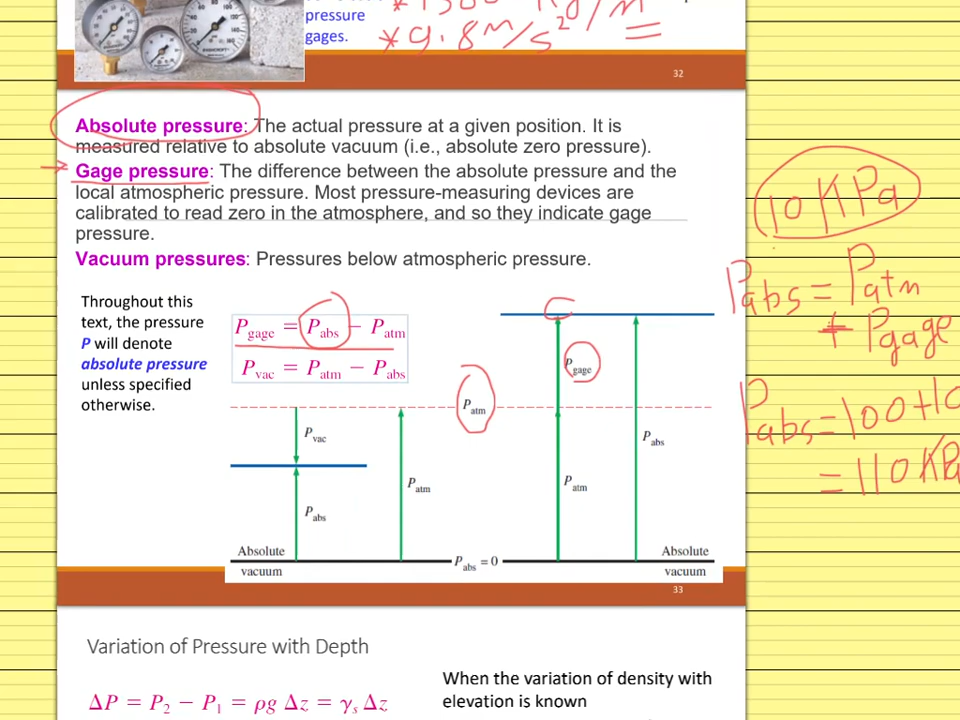 pressure
gages.
*9.8m/s²
32
Absolute pressure: The actual pressure at a given position. It is
measured relative to absolute vacuum (i.e., absolute zero pressure).
Gage pressure: The difference between the absolute pressure and the
local atmospheric pressure. Most pressure-measuring devices are
calibrated to read zero in the atmosphere, and so they indicate gage
pressure.
Vacuum pressures: Pressures below atmospheric pressure.
Throughout this
text, the pressure
P will denote
absolute pressure
unless specified
otherwise.
Pgage = Pabs − Patm
Pvac = Patm − Pabs
Pgage
Patm
Pvac
Pabs
Patm
Patm
Pabs
Absolute
vacuum
Pabs = 0
Absolute
vacuum
33
10 KPa
Pabs = Patm
+ Pgage
Pabs = 100+10
= 110 KPa
Variation of Pressure with Depth
ΔP = P2 − P1 = ρg Δz = γs Δz
When the variation of density with
elevation is known